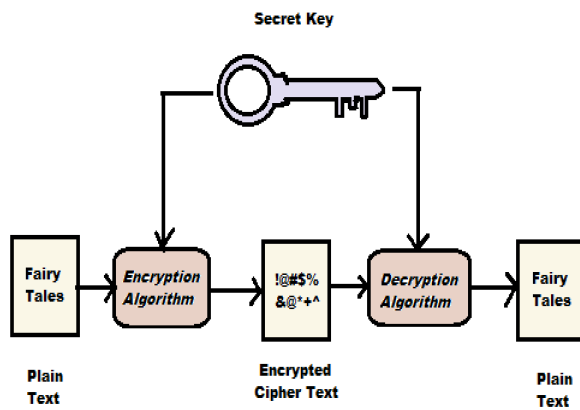 Secret Key
Fairy
Tales
Encryption
Algorithm
!@#$%
&@*+^
Decryption
Algorithm
Fairy
Tales
Plain
Text
Encrypted
Cipher Text
Plain
Text